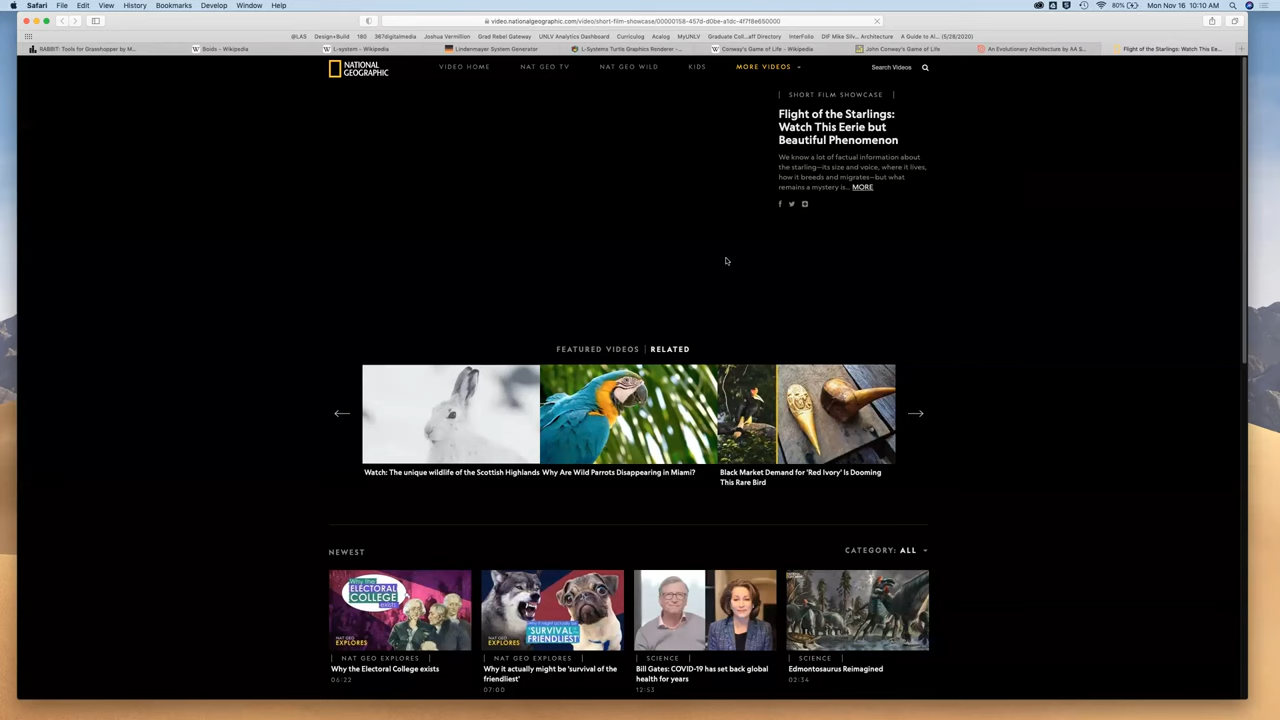 Safari File Edit View History Bookmarks Develop Window Help
80% Mon Nov 16 10:10 AM
video.nationalgeographic.com/video/short-film-showcase/00000158-457d-d0be-a1dc-4f7f8e650000
@LAS Design+Build 180 367digitalmedia Joshua Vermillion Grad Rebel Gateway UNLV Analytics Dashboard Curriculog Acalog MyUNLV Graduate Coll...aff Directory InterFolio DIF Mike Silv... Architecture A Guide to AI... (5/28/2020)
RABBIT: Tools for Grasshopper by M... Boids - Wikipedia L-system - Wikipedia Lindenmayer System Generator L-Systems Turtle Graphics Renderer -... Conway's Game of Life - Wikipedia John Conway's Game of Life An Evolutionary Architecture by AA S... Flight of the Starlings: Watch This Ee...
NATIONAL
GEOGRAPHIC
VIDEO HOME NAT GEO TV NAT GEO WILD KIDS MORE VIDEOS Search Videos
SHORT FILM SHOWCASE
Flight of the Starlings:
Watch This Eerie but
Beautiful Phenomenon
We know a lot of factual information about
the starling—its size and voice, where it lives,
how it breeds and migrates—but what
remains a mystery is... MORE
FEATURED VIDEOS | RELATED
Watch: The unique wildlife of the Scottish Highlands
Why Are Wild Parrots Disappearing in Miami?
Black Market Demand for 'Red Ivory' Is Dooming
This Rare Bird
NEWEST
CATEGORY: ALL
Why the
ELECTORAL
COLLEGE
exists
NAT GEO
EXPLORES
NAT GEO EXPLORES
Why the Electoral College exists
06:22
'SURVIVAL
FRIENDLIEST'
NAT GEO
EXPLORES
NAT GEO EXPLORES
Why it actually might be 'survival of the
friendliest'
07:00
SCIENCE
Bill Gates: COVID-19 has set back global
health for years
12:53
SCIENCE
Edmontosaurus Reimagined
02:34